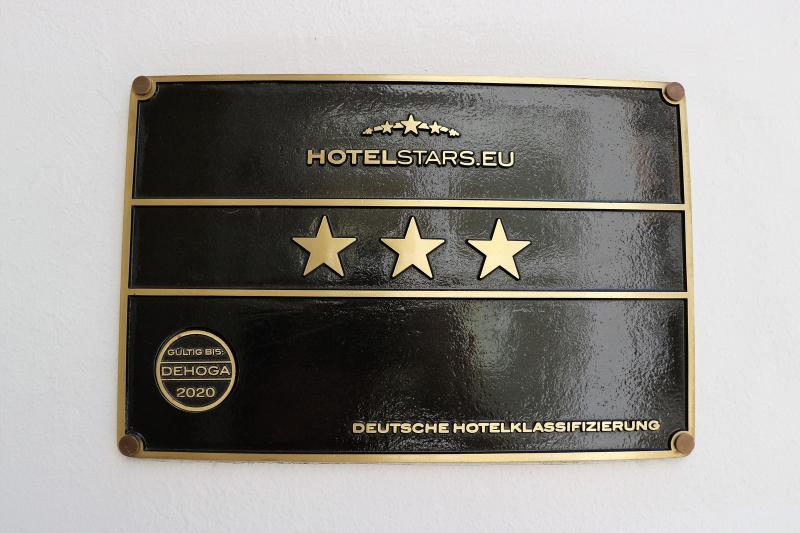 HOTELSTARS.EU
GÜLTIG BIS:
DEHOGA
2020
DEUTSCHE HOTELKLASSIFIZIERUNG